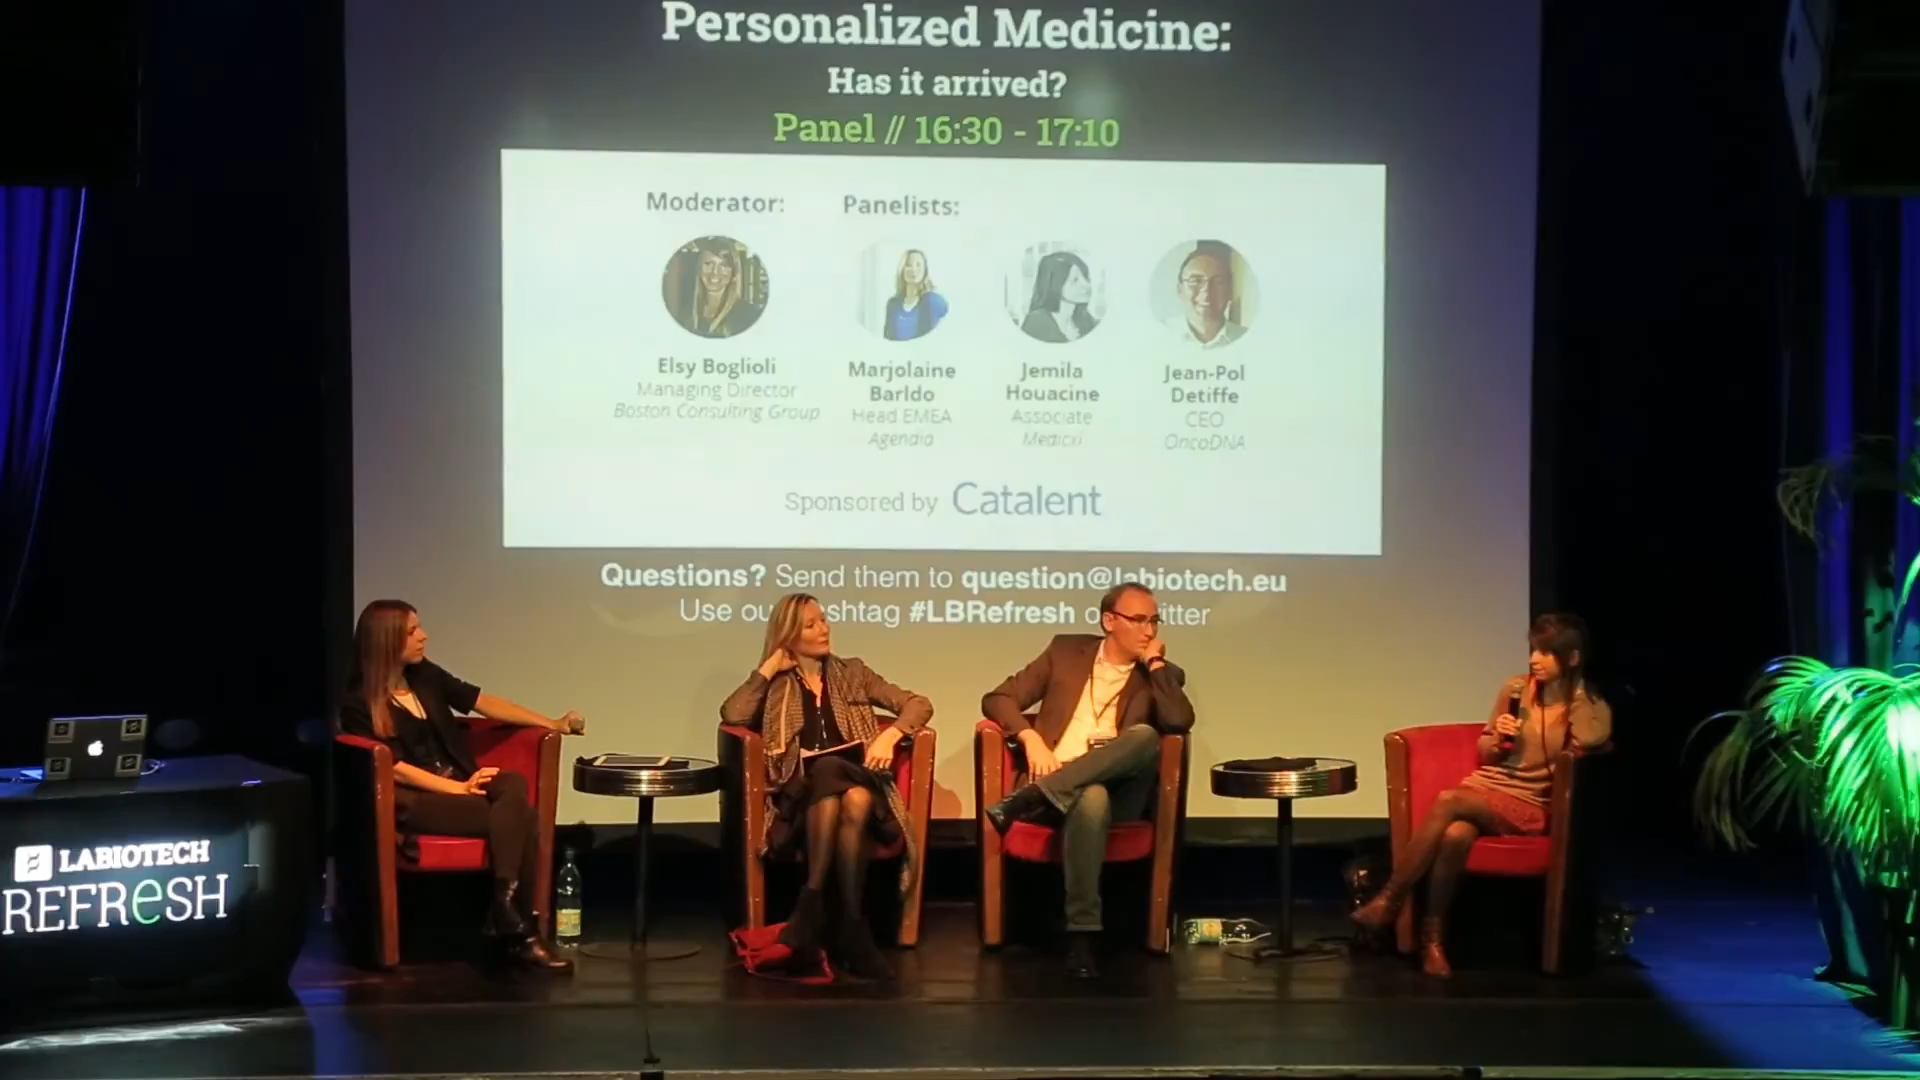 Personalized Medicine:
Has it arrived?
Panel // 16:30 - 17:10
Moderator:
Panelists:
Elsy Boglioli
Managing Director
Boston Consulting Group
Marjolaine
Barldo
Head EMEA
Agendia
Jemila
Houacine
Associate
Medicxi
Jean-Pol
Detiffe
CEO
OncoDNA
Sponsored by Catalent
Questions? Send them to question@labiotech.eu
Use #LBRefresh
LABIOTECH
REFReSH